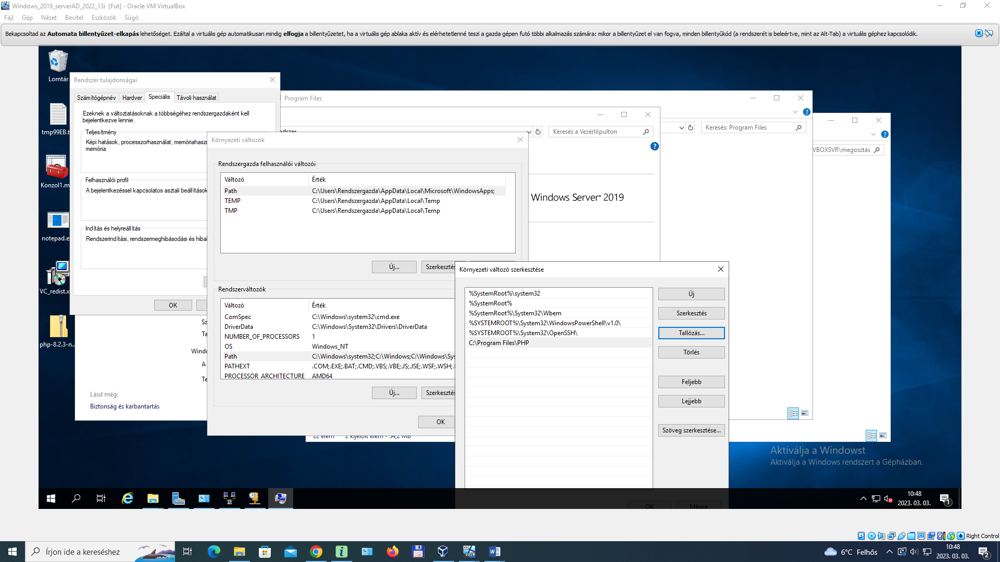 Windows_2019_serverAD_2022_13i [Fut] - Oracle VM VirtualBox
Fájl Gép Nézet Bevitel Eszközök Súgó
Bekapcsoltad az Automata billentyűzet-elkapás lehetőséget. Ezáltal a virtuális gép automatikusan mindig elfogja a billentyűzetet, ha a virtuális gép ablaka aktív és elérhetetlenné teszi a gazda gépen futó többi alkalmazás számára: mikor a billentyűzet el van fogva, minden billentyűkód (a rendszerét is beleértve, mint az Alt-Tab) a virtuális géphez kapcsolódik.
Lomtár
tmp99EB.t
Konzol1.m
notepad.e
VC_redist.x
php-8.2.3-n...
Rendszer tulajdonságai
Számítógépnév Hardver Speciális Távoli használat
Ezeknek a változtatásoknak a többségéhez rendszergazdaként kell
bejelentkezve lennie.
Teljesítmény
Képi hatások, processzorhasználat, memóriahasz
memória
Felhasználói profil
A bejelentkezéssel kapcsolatos asztali beállítások
Indítás és helyreállítás
Rendszerindítási, rendszermeghibásodási és hiba
OK
Program Files
Keresés: Program Files
Keresés a Vezérlőpulton
VBOXSVR\megosztás
Windows Server 2019
Sz
Ta
Windo
A
Te
Lásd még:
Biztonság és karbantartás
Környezeti változók
Rendszergazda felhasználói változói
Változó Érték
Path C:\Users\Rendszergazda\AppData\Local\Microsoft\WindowsApps;
TEMP C:\Users\Rendszergazda\AppData\Local\Temp
TMP C:\Users\Rendszergazda\AppData\Local\Temp
Új... Szerkesztés
Rendszerváltozók
Változó Érték
ComSpec C:\Windows\system32\cmd.exe
DriverData C:\Windows\System32\Drivers\DriverData
NUMBER_OF_PROCESSORS 1
OS Windows_NT
Path C:\Windows\system32;C:\Windows;C:\Windows\Sys
PATHEXT .COM;.EXE;.BAT;.CMD;.VBS;.VBE;.JS;.JSE;.WSF;.WSH;.
PROCESSOR_ARCHITECTURE AMD64
Új... Szerkesztés
OK
22 elem 2 kijelölt elem - 54,2 MB
Környezeti változó szerkesztése
%SystemRoot%\system32
%SystemRoot%
%SystemRoot%\System32\Wbem
%SYSTEMROOT%\System32\WindowsPowerShell\v1.0\
%SYSTEMROOT%\System32\OpenSSH\
C:\Program Files\PHP
Új
Szerkesztés
Tallózás...
Törlés
Feljebb
Lejjebb
Szöveg szerkesztése...
OK Mégse
Aktiválja a Windowst
Aktiválja a Windows rendszert a Gépházban.
10:48
2023. 03. 03.
1
Right Control
Írjon ide a kereséshez
2019
6°C Felhős
10:48
2023. 03. 03.
2